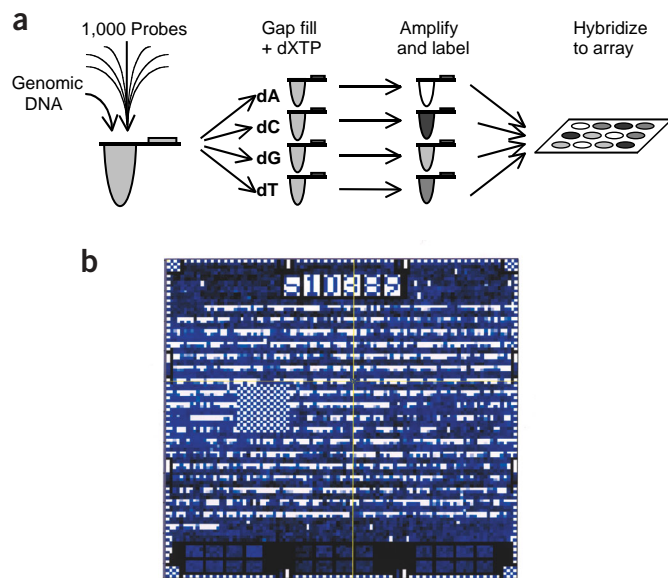 a
1,000 Probes
Gap fill
+ dXTP
Amplify
and label
Hybridize
to array
Genomic
DNA
dA
dC
dG
dT
b